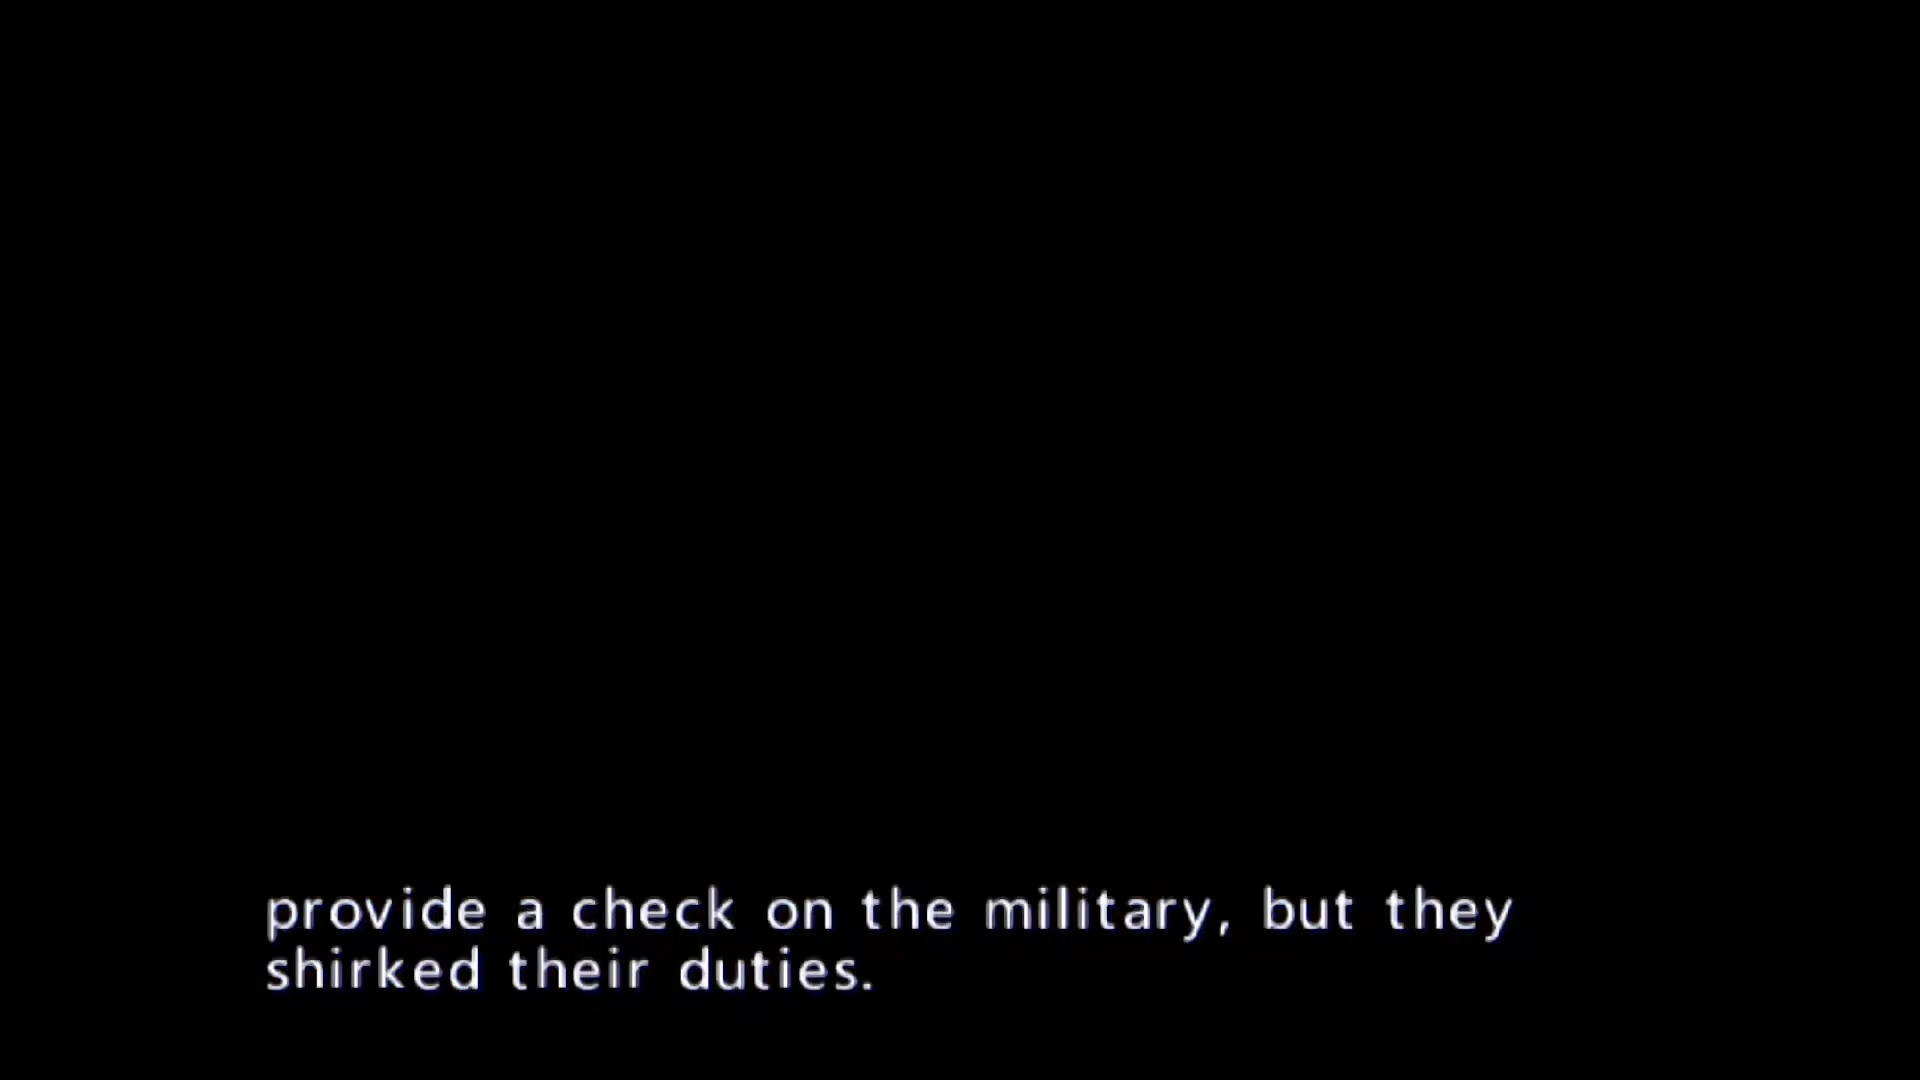 provide a check on the military, but they
shirked their duties.